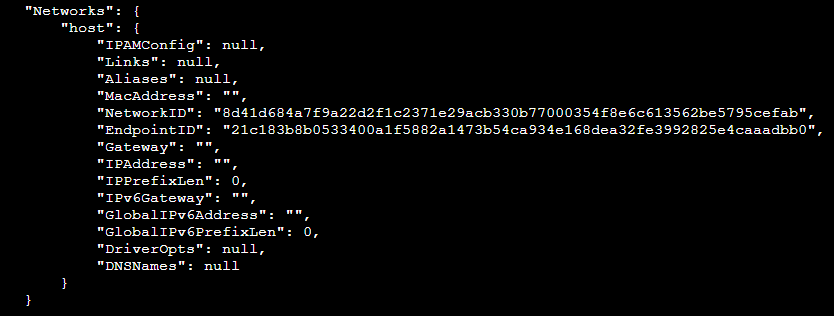 "Networks": {
"host": {
"IPAMConfig": null,
"Links": null,
"Aliases": null,
"MacAddress": "",
"NetworkID": "8d41d684a7f9a22d2f1c2371e29acb330b77000354f8e6c613562be5795cefab",
"EndpointID": "21c183b8b0533400a1f5882a1473b54ca934e168dea32fe3992825e4caaadbb0",
"Gateway": "",
"IPAddress": "",
"IPPrefixLen": 0,
"IPv6Gateway": "",
"GlobalIPv6Address": "",
"GlobalIPv6PrefixLen": 0,
"DriverOpts": null,
"DNSNames": null
}
}